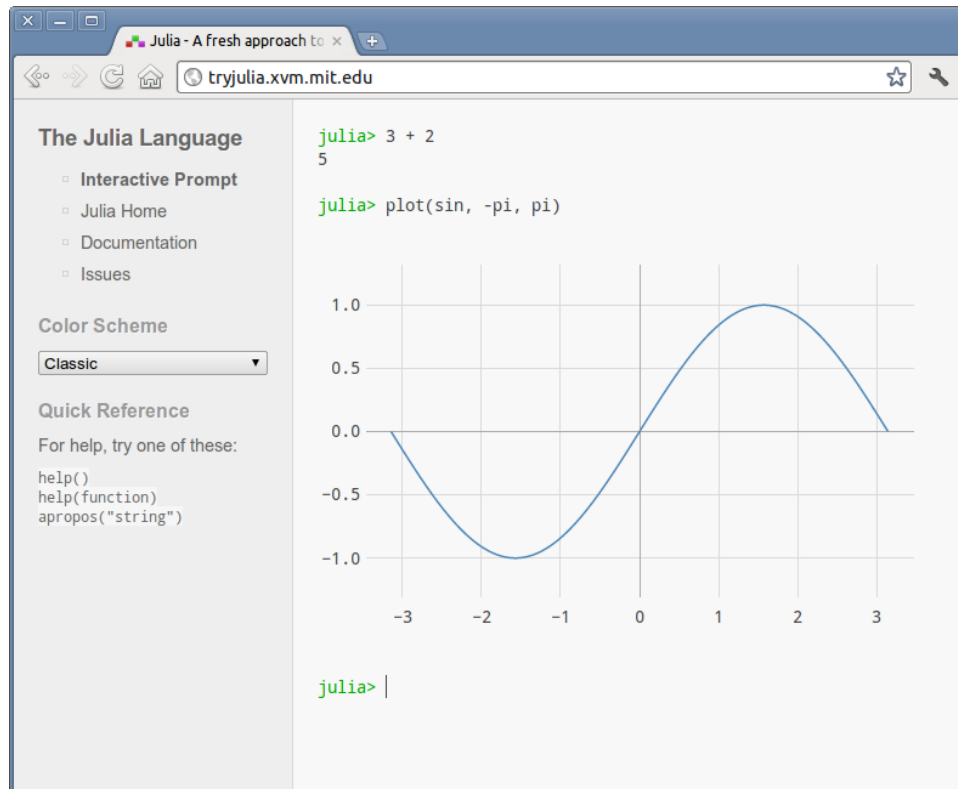 Julia - A fresh approach to
tryjulia.xvm.mit.edu
The Julia Language
Interactive Prompt
Julia Home
Documentation
Issues
Color Scheme
Classic
Quick Reference
For help, try one of these:
help()
help(function)
apropos("string")
julia> 3 + 2
5
julia> plot(sin, -pi, pi)
1.0
0.5
0.0
−0.5
−1.0
−3 −2 −1 0 1 2 3
julia>